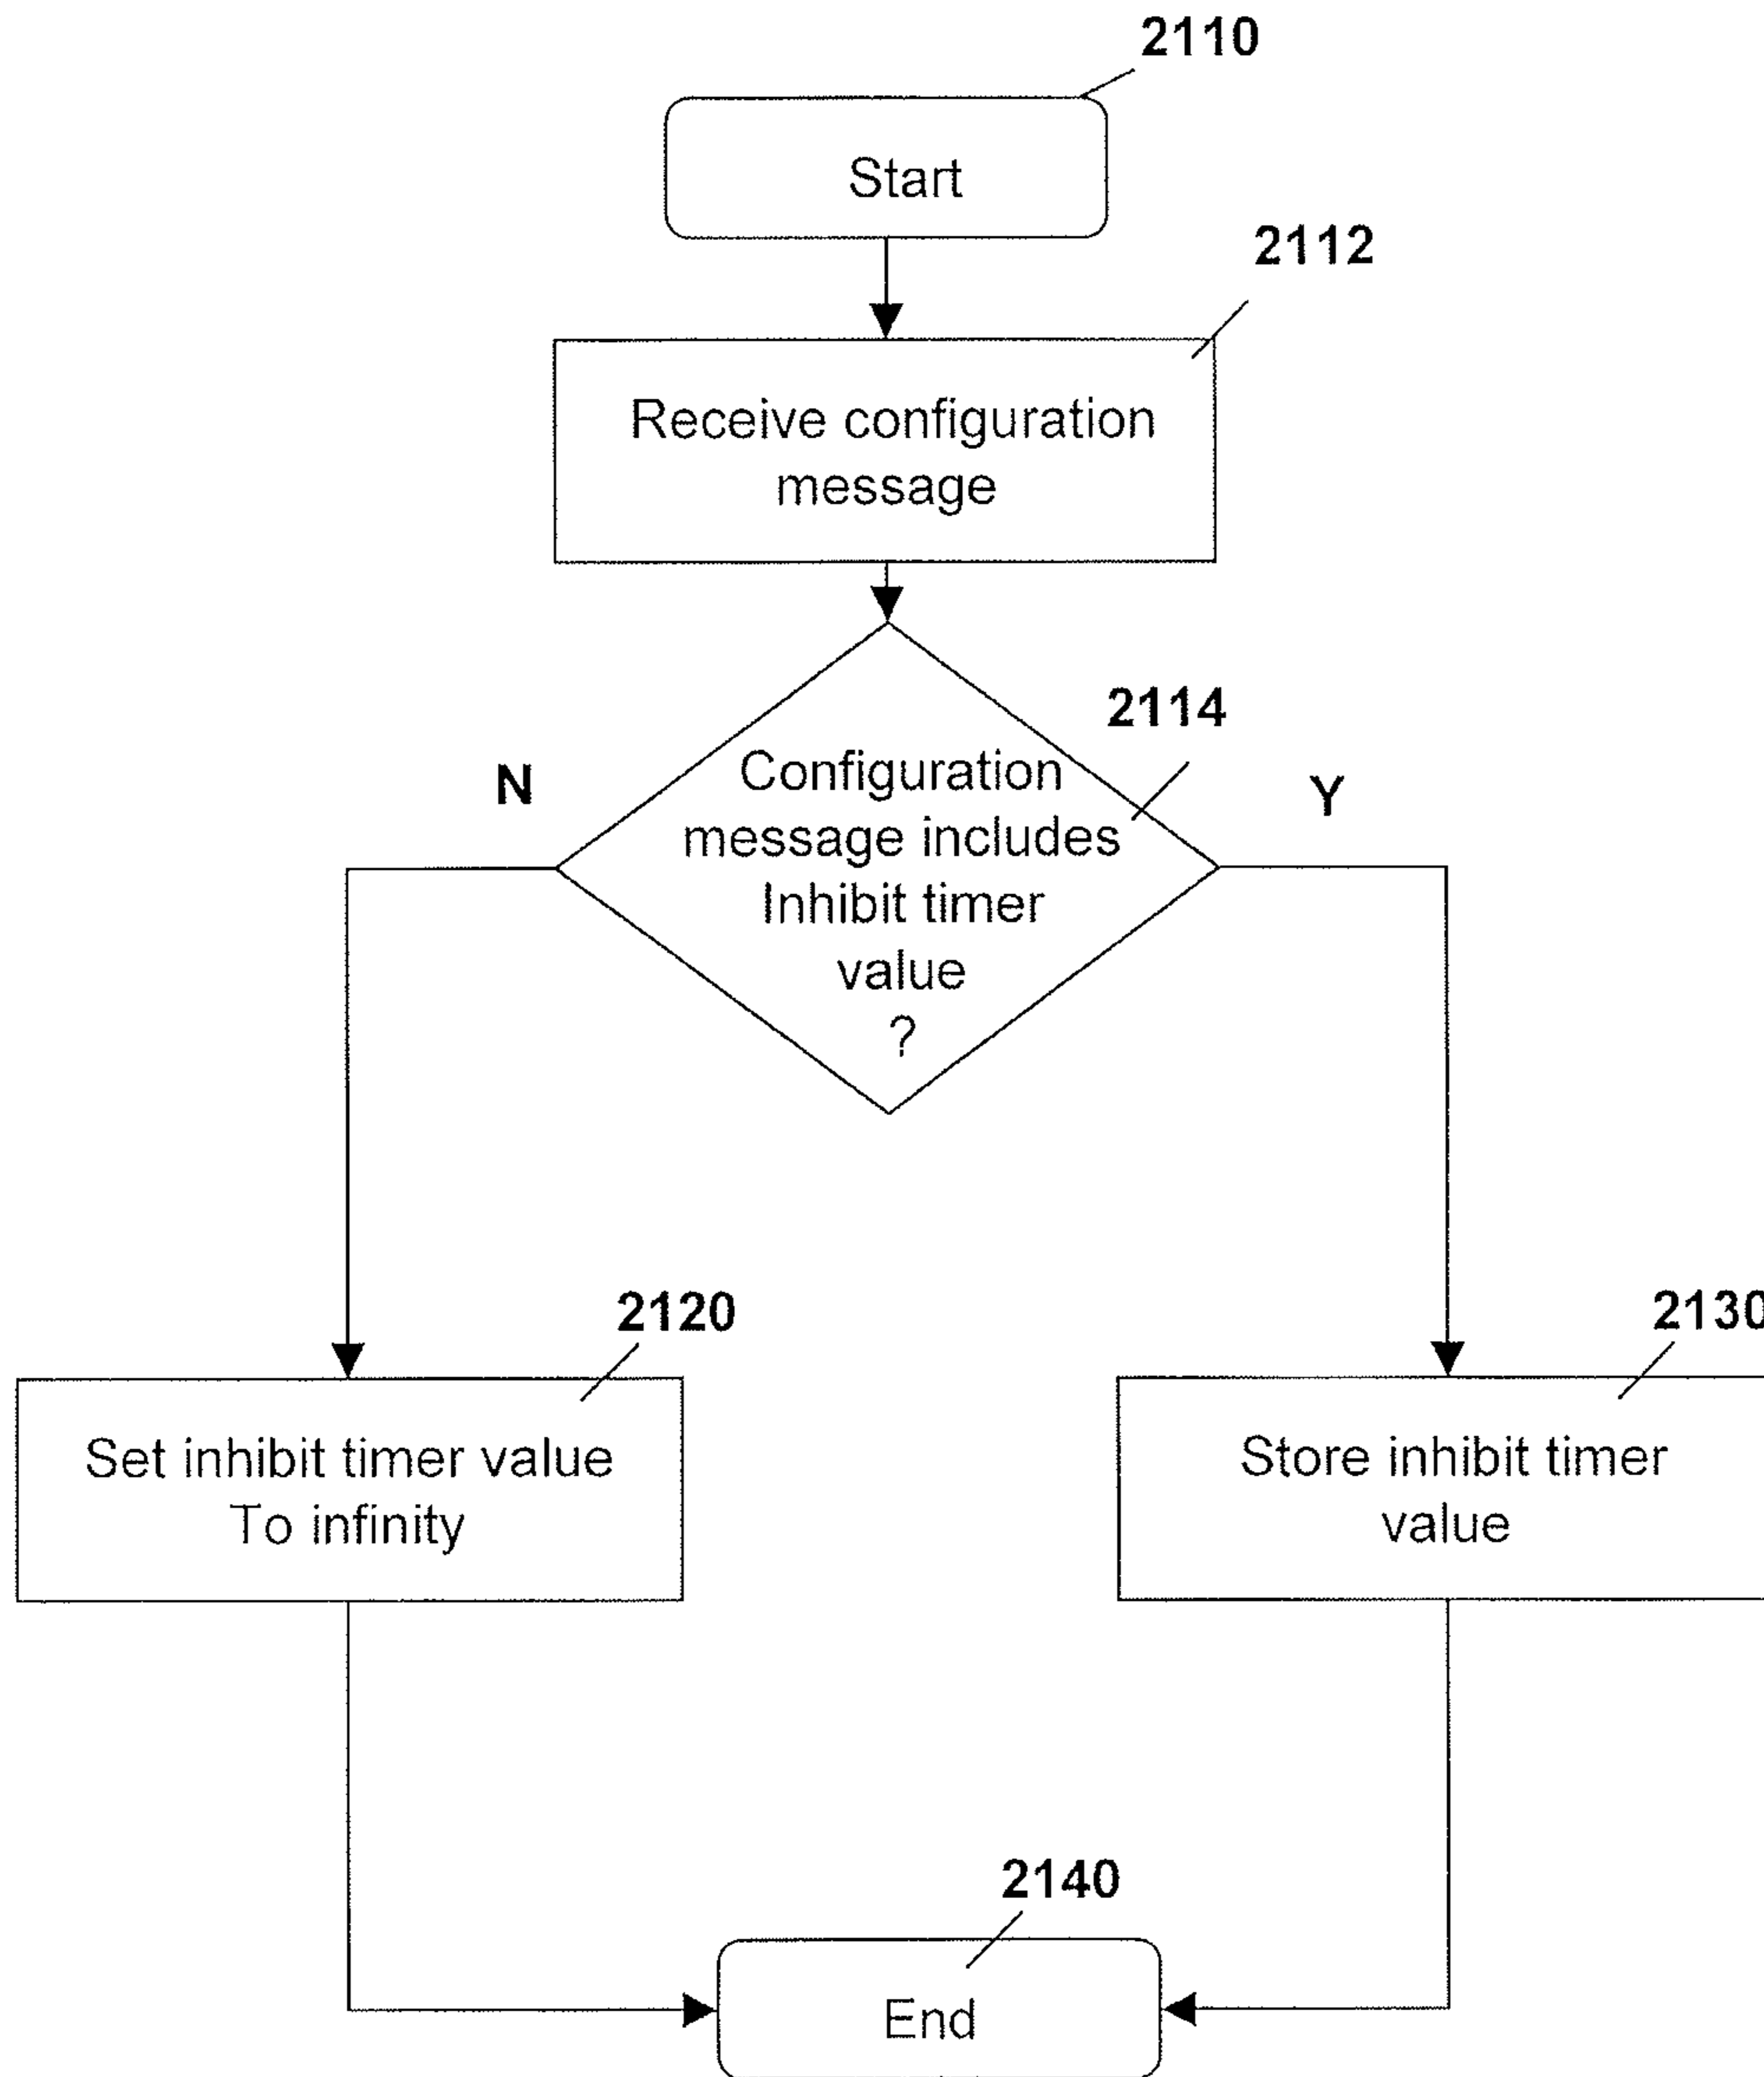 2110
Start
2112
Receive configuration
message
2114
N
Y
Configuration
message includes
Inhibit timer
value
?
2120
2130
Set inhibit timer value
To infinity
Store inhibit timer
value
2140
End